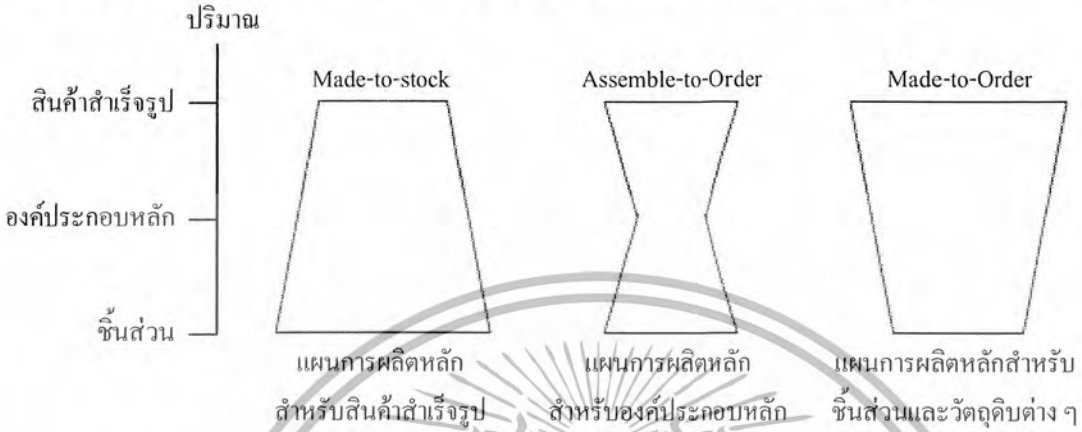 ปริมาณ
Made-to-stock Assemble-to-Order Made-to-Order
สินค้าสำเร็จรูป
องค์ประกอบหลัก
ชิ้นส่วน
แผนการผลิตหลัก แผนการผลิตหลัก แผนการผลิตหลักสำหรับ
สำหรับสินค้าสำเร็จรูป สำหรับองค์ประกอบหลัก ชิ้นส่วนและวัตถุดิบต่าง ๆ